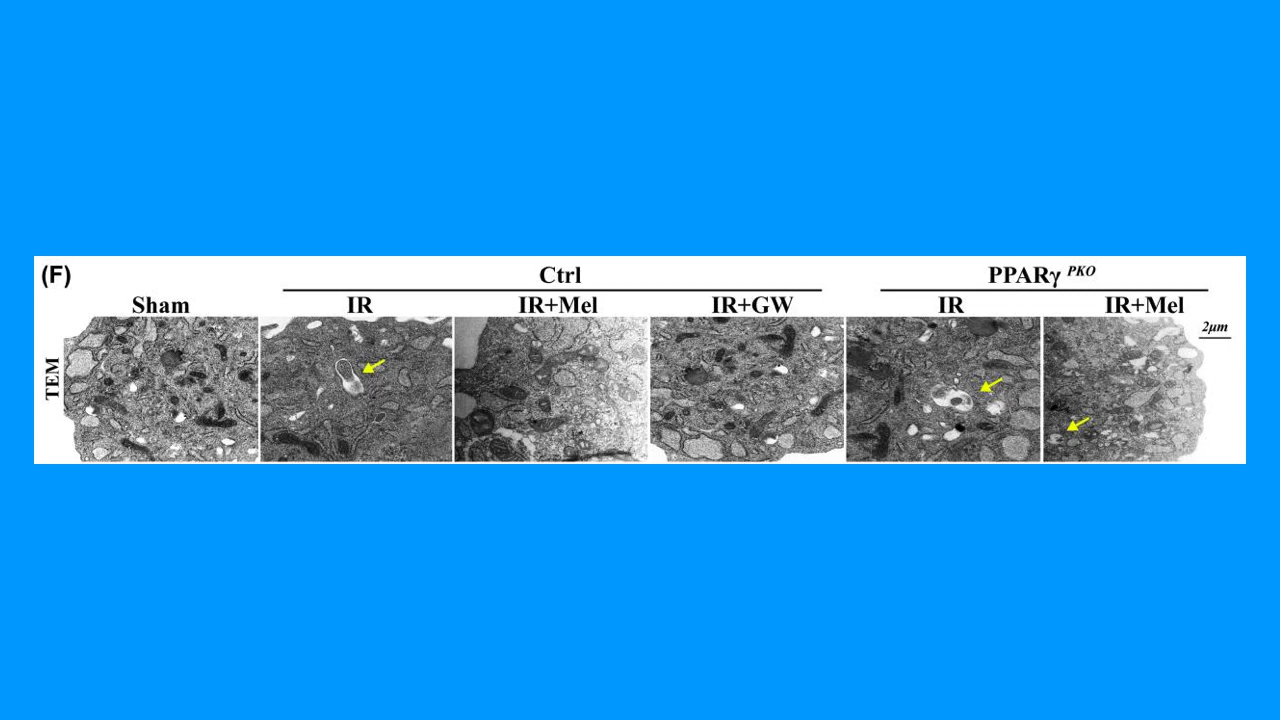 (F)
Ctrl
PPARγ PKO
Sham
IR
IR+Mel
IR+GW
IR
IR+Mel
TEM
2μm